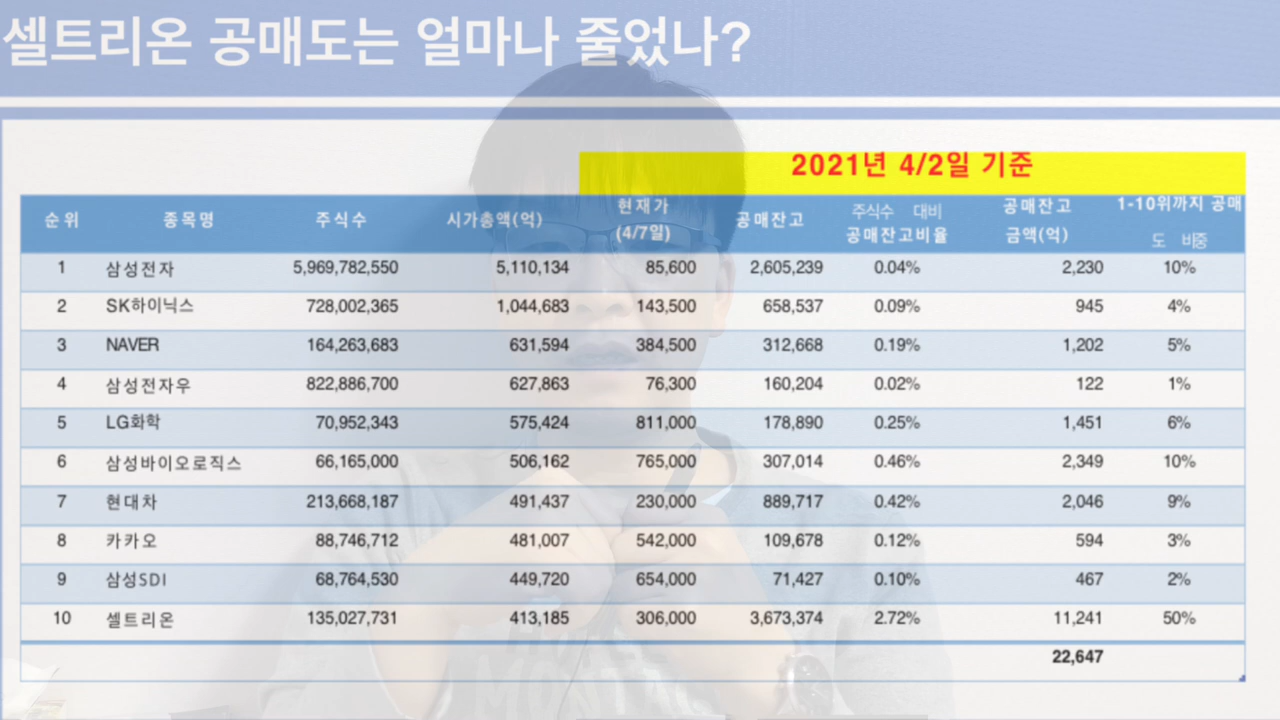 셀트리온 공매도는 얼마나 줄었나?
2021년 4/2일 기준
순위 종목명 주식수 시가총액(억) 현재가 (4/7일) 공매잔고 주식수 대비 공매잔고비율 공매잔고 금액(억) 1-10위까지 공매도 비중
1 삼성전자 5,969,782,550 5,110,134 85,600 2,605,239 0.04% 2,230 10%
2 SK하이닉스 728,002,365 1,044,683 143,500 658,537 0.09% 945 4%
3 NAVER 164,263,683 631,594 384,500 312,668 0.19% 1,202 5%
4 삼성전자우 822,886,700 627,863 76,300 160,204 0.02% 122 1%
5 LG화학 70,952,343 575,424 811,000 178,890 0.25% 1,451 6%
6 삼성바이오로직스 66,165,000 506,162 765,000 307,014 0.46% 2,349 10%
7 현대차 213,668,187 491,437 230,000 889,717 0.42% 2,046 9%
8 카카오 88,746,712 481,007 542,000 109,678 0.12% 594 3%
9 삼성SDI 68,764,530 449,720 654,000 71,427 0.10% 467 2%
10 셀트리온 135,027,731 413,185 306,000 3,673,374 2.72% 11,241 50%
22,647